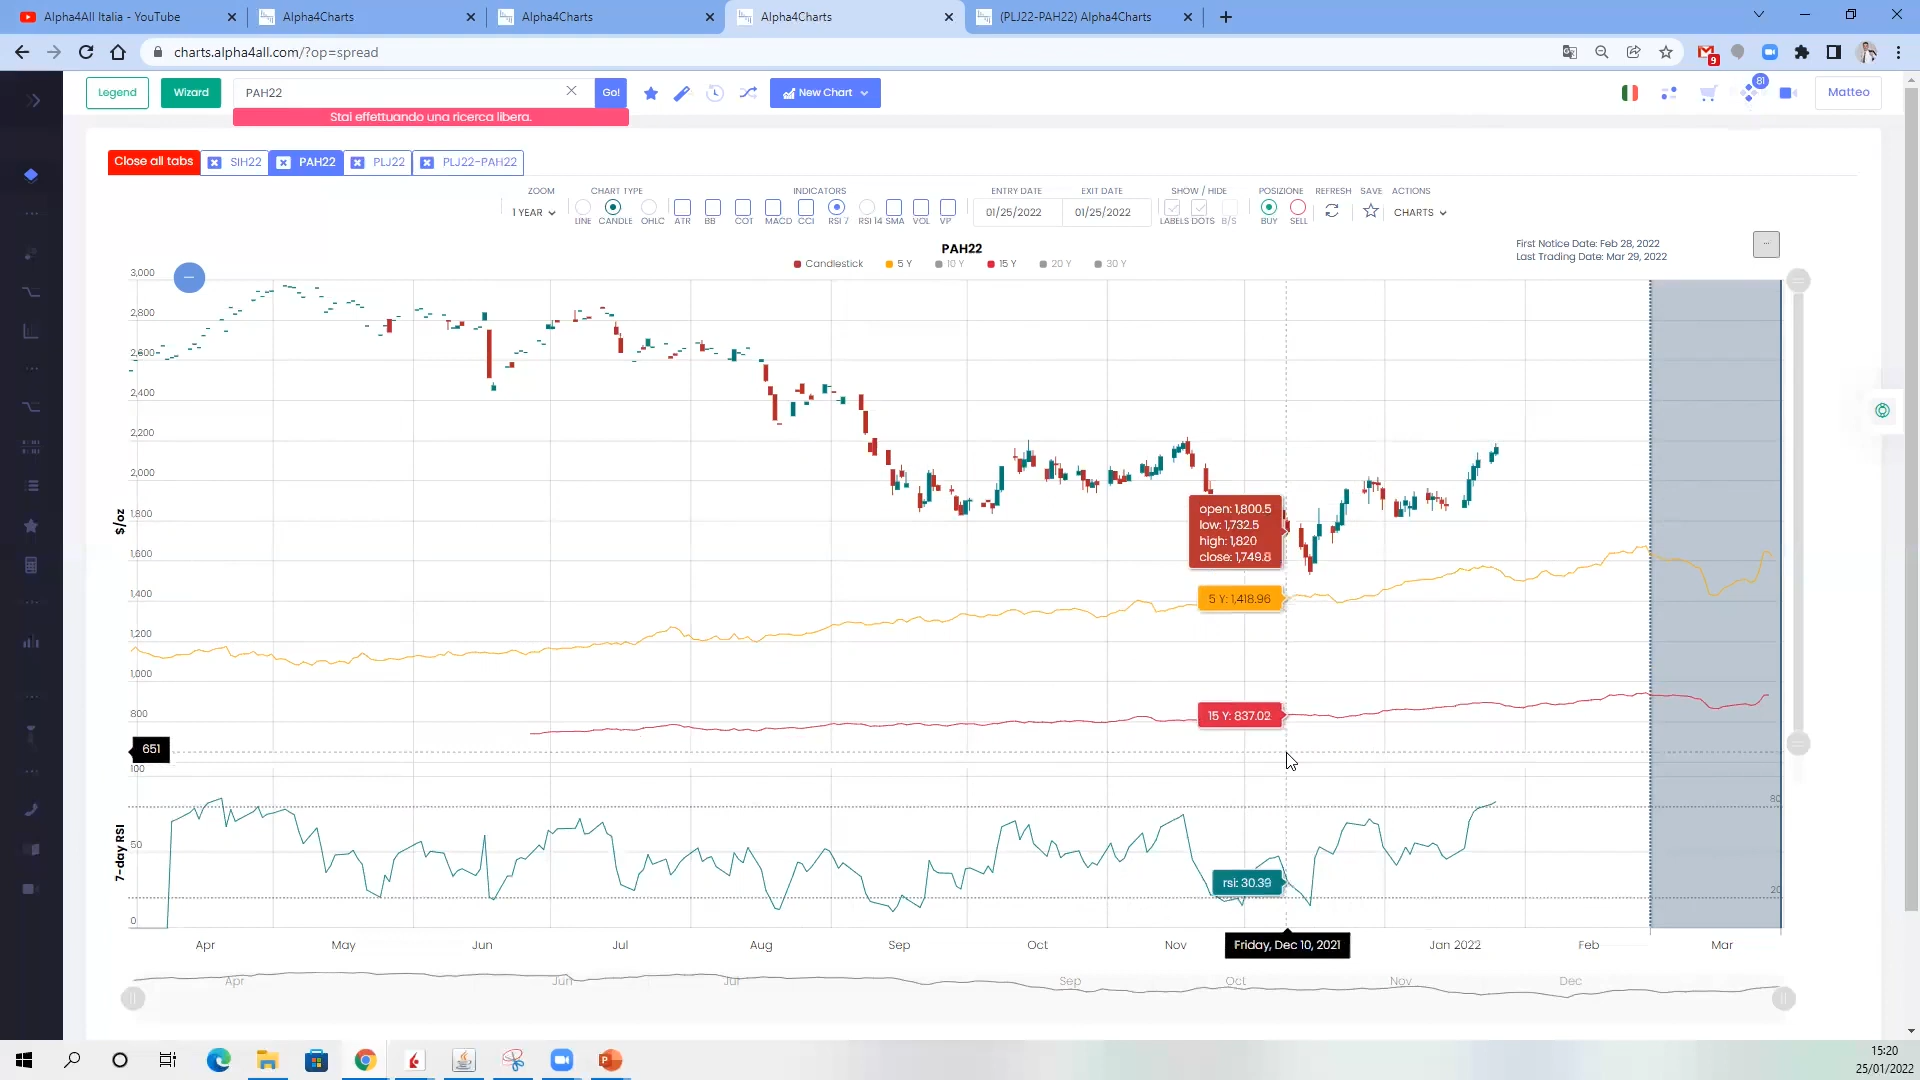 Alpha4All Italia - YouTube
Alpha4Charts
Alpha4Charts
Alpha4Charts
(PLJ22-PAH22) Alpha4Charts
charts.alpha4all.com/?op=spread
9
Legend
Wizard
PAH22
Go!
New Chart
81
Matteo
Stai effettuando una ricerca libera.
Close all tabs
SIH22
PAH22
PLJ22
PLJ22-PAH22
ZOOM
CHART TYPE
INDICATORS
ENTRY DATE
EXIT DATE
SHOW / HIDE
POSIZIONE
REFRESH
SAVE
ACTIONS
1 YEAR
01/25/2022
01/25/2022
CHARTS
LINE
CANDLE
OHLC
ATR
BB
COT
MACD
CCI
RSI 7
RSI 14
SMA
VOL
VP
LABELS
DOTS
B/S
BUY
SELL
PAH22
Candlestick
5 Y
10 Y
15 Y
20 Y
30 Y
First Notice Date: Feb 28, 2022
Last Trading Date: Mar 29, 2022
3,000
2,800
2,600
2,400
2,200
2,000
1,800
1,600
1,400
1,200
1,000
800
$/oz
open: 1,800.5
low: 1,732.5
high: 1,820
close: 1,749.8
5 Y: 1,418.96
15 Y: 837.02
651
100
50
0
80
20
7-day RSI
rsi: 30.39
Apr
May
Jun
Jul
Aug
Sep
Oct
Nov
Friday, Dec 10, 2021
Jan 2022
Feb
Mar
Apr
Jun
Jul
Sep
Oct
Nov
Dec
15:20
25/01/2022